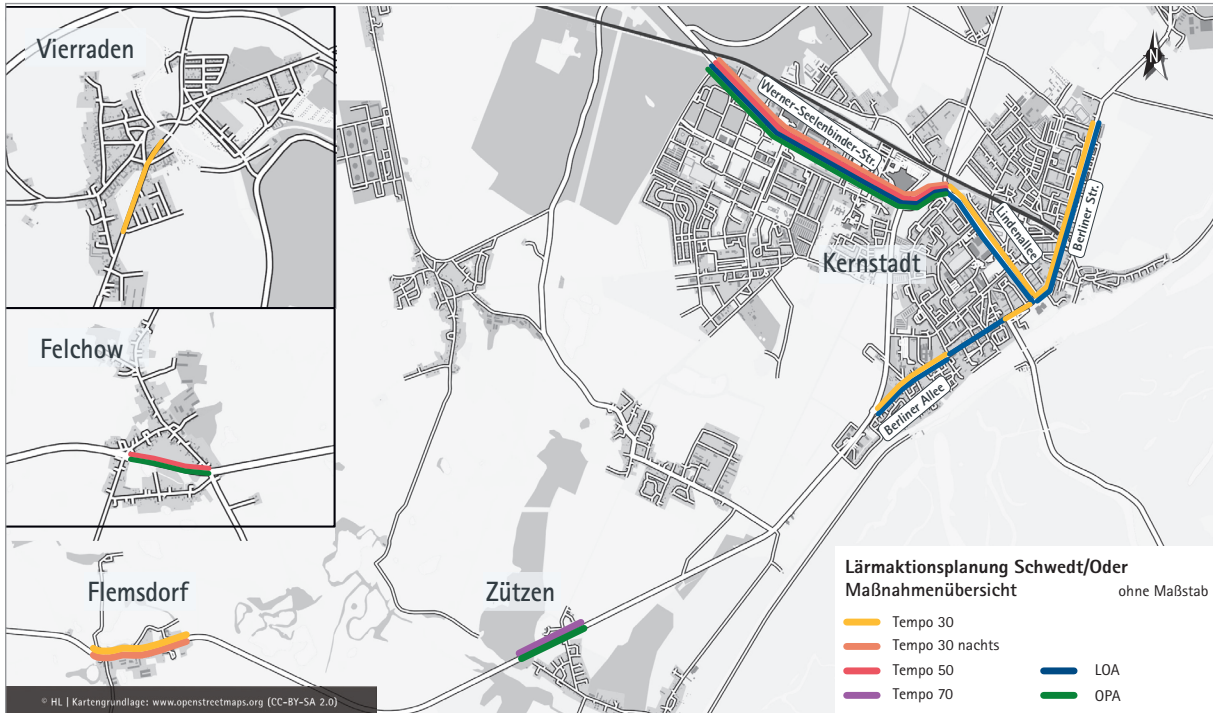 Vierraden
N
Werner-Seelenbinder-Str.
Lindenallee
Berliner Str.
Kernstadt
Felchow
Berliner Allee
Flemsdorf
Zützen
Lärmaktionsplanung Schwedt/Oder
Maßnahmenübersicht ohne Maßstab
Tempo 30
Tempo 30 nachts
Tempo 50 LOA
Tempo 70 OPA
© HL | Kartengrundlage: www.openstreetmaps.org (CC-BY-SA 2.0)